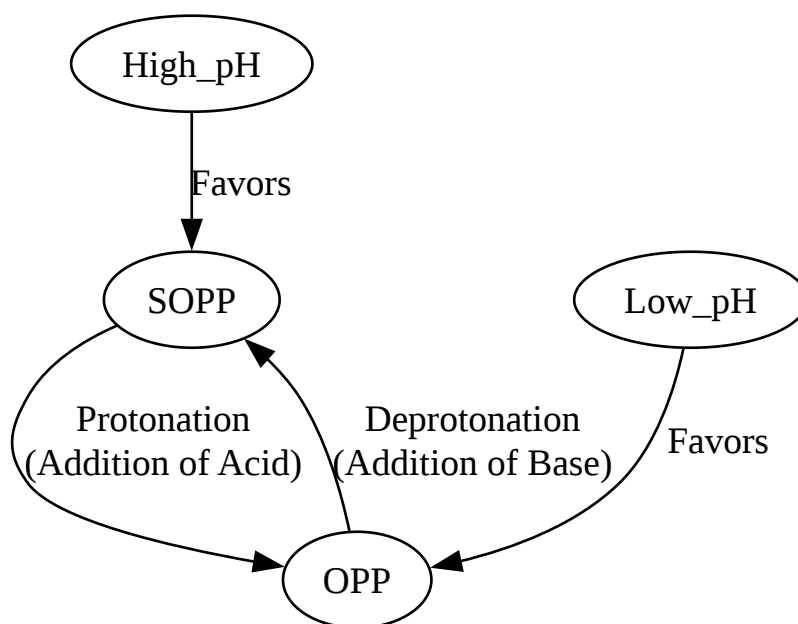 High_pH
Favors
SOPP
Low_pH
Protonation
(Addition of Acid)
Deprotonation
(Addition of Base)
Favors
OPP